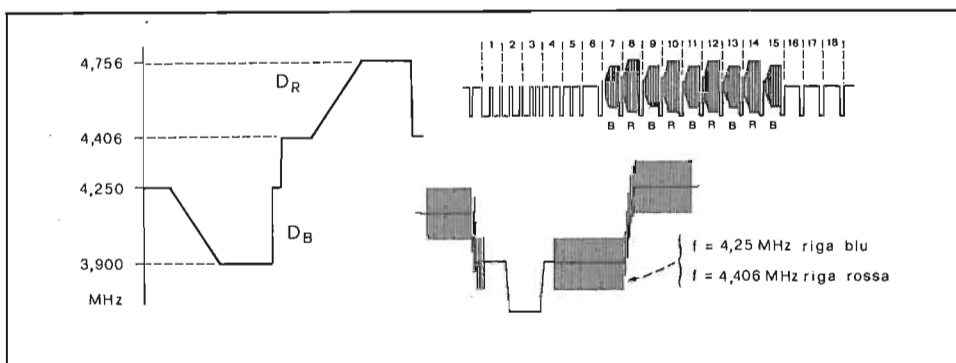 4,756
4,406
4,250
3,900
MHz
D_R
D_B
1 2 3 4 5 6 7 8 9 10 11 12 13 14 15 16 17 18
B R B R B R B R B
f = 4,25 MHz riga blu
f = 4,406 MHz riga rossa